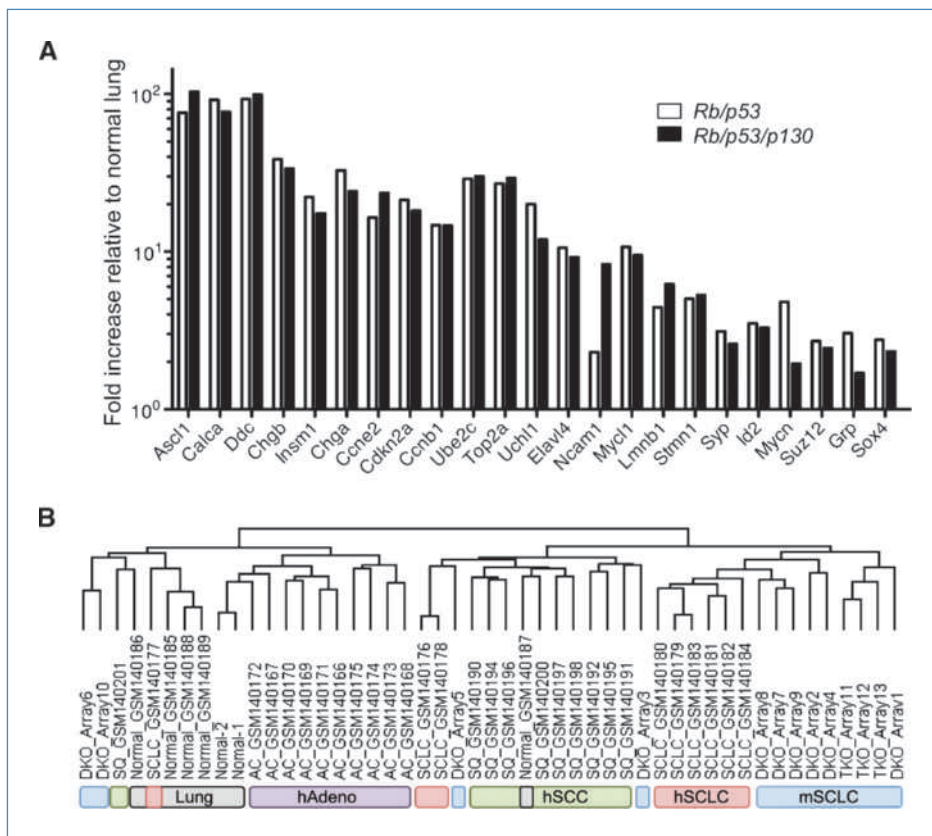 A
Fold increase relative to normal lung
10²
10¹
10⁰
Rb/p53
Rb/p53/p130
Ascl1
Calca
Ddc
Chgb
Insm1
Chga
Ccne2
Cdkn2a
Ccnb1
Ube2c
Top2a
Uchl1
Elavl4
Ncam1
Mycl1
Lmnb1
Stmn1
Syp
Id2
Mycn
Suz12
Grp
Sox4
B
DKO_Array6
DKO_Array10
SQ_GSM140201
Normal_GSM140186
SCLC_GSM140177
Normal_GSM140185
Normal_GSM140188
Normal_GSM140189
Normal-2
Normal-1
AC_GSM140172
AC_GSM140167
AC_GSM140170
AC_GSM140169
AC_GSM140171
AC_GSM140166
AC_GSM140175
AC_GSM140174
AC_GSM140173
AC_GSM140168
SCLC_GSM140176
SCLC_GSM140178
DKO_Array5
SQ_GSM140190
SQ_GSM140194
SQ_GSM140196
Normal_GSM140187
SQ_GSM140200
SQ_GSM140197
SQ_GSM140198
SQ_GSM140192
SQ_GSM140195
SQ_GSM140191
DKO_Array3
SCLC_GSM140180
SCLC_GSM140179
SCLC_GSM140183
SCLC_GSM140181
SCLC_GSM140182
SCLC_GSM140184
DKO_Array8
DKO_Array7
DKO_Array9
DKO_Array2
DKO_Array4
TKO_Array11
TKO_Array12
TKO_Array13
DKO_Array1
Lung
hAdeno
hSCC
hSCLC
mSCLC